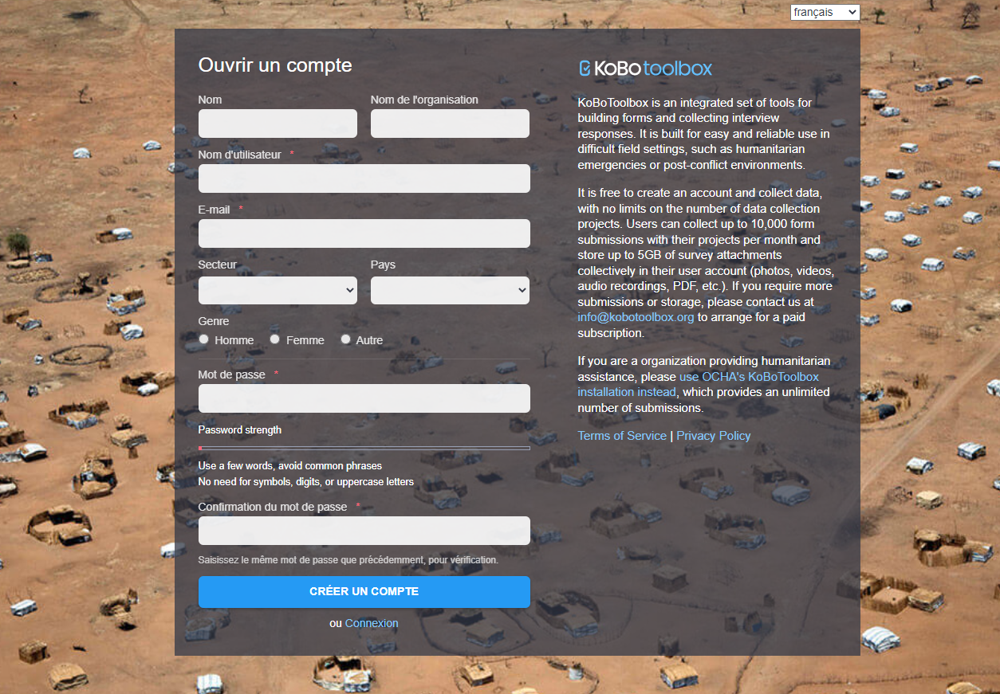 français
Ouvrir un compte
Nom
Nom de l'organisation
Nom d'utilisateur *
E-mail *
Secteur
Pays
Genre
Homme
Femme
Autre
Mot de passe *
Password strength
Use a few words, avoid common phrases
No need for symbols, digits, or uppercase letters
Confirmation du mot de passe *
Saisissez le même mot de passe que précédemment, pour vérification.
CRÉER UN COMPTE
ou Connexion
KoBo toolbox
KoBoToolbox is an integrated set of tools for
building forms and collecting interview
responses. It is built for easy and reliable use in
difficult field settings, such as humanitarian
emergencies or post-conflict environments.
It is free to create an account and collect data,
with no limits on the number of data collection
projects. Users can collect up to 10,000 form
submissions with their projects per month and
store up to 5GB of survey attachments
collectively in their user account (photos, videos,
audio recordings, PDF, etc.). If you require more
submissions or storage, please contact us at
info@kobotoolbox.org to arrange for a paid
subscription.
If you are a organization providing humanitarian
assistance, please use OCHA's KoBoToolbox
installation instead, which provides an unlimited
number of submissions.
Terms of Service | Privacy Policy